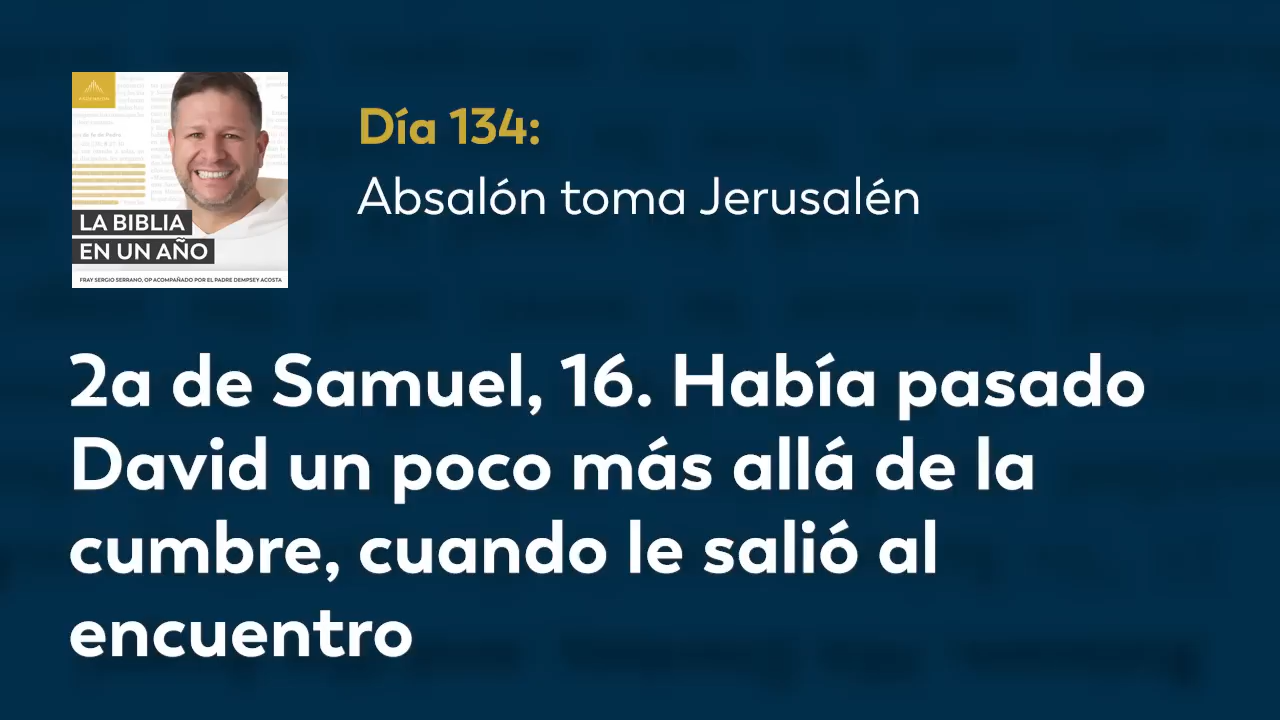 Día 134:
Absalón toma Jerusalén
LA BIBLIA
EN UN AÑO
FRAY SERGIO SERRANO, OP ACOMPAÑADO POR EL PADRE DEMPSEY ACOSTA
2a de Samuel, 16. Había pasado
David un poco más allá de la
cumbre, cuando le salió al
encuentro